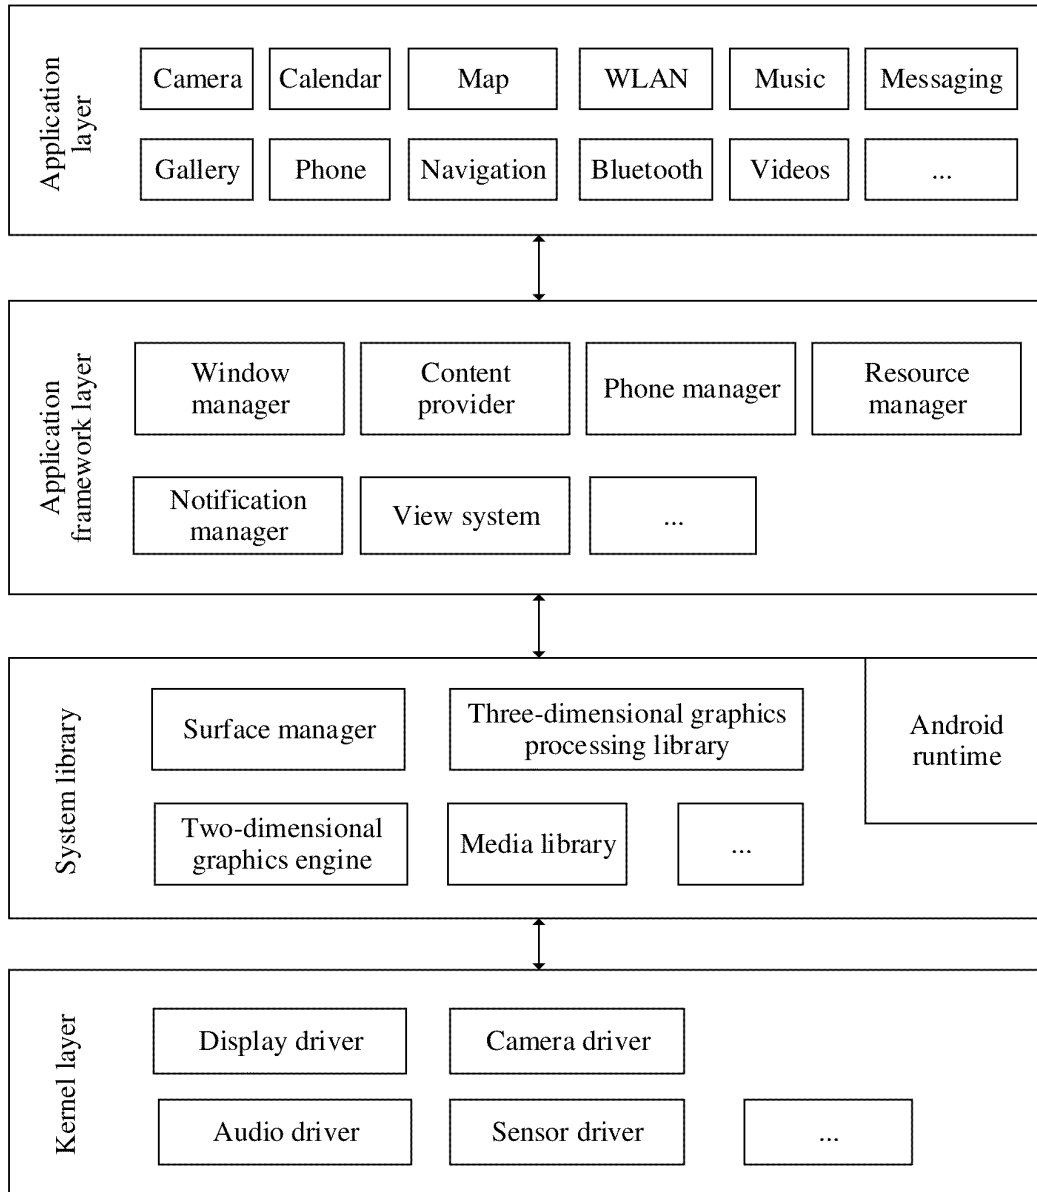 Application
layer
Camera
Calendar
Map
WLAN
Music
Messaging
Gallery
Phone
Navigation
Bluetooth
Videos
...
Application
framework layer
Window
manager
Content
provider
Phone manager
Resource
manager
Notification
manager
View system
...
System library
Surface manager
Three-dimensional graphics
processing library
Android
runtime
Two-dimensional
graphics engine
Media library
...
Kernel layer
Display driver
Camera driver
Audio driver
Sensor driver
...